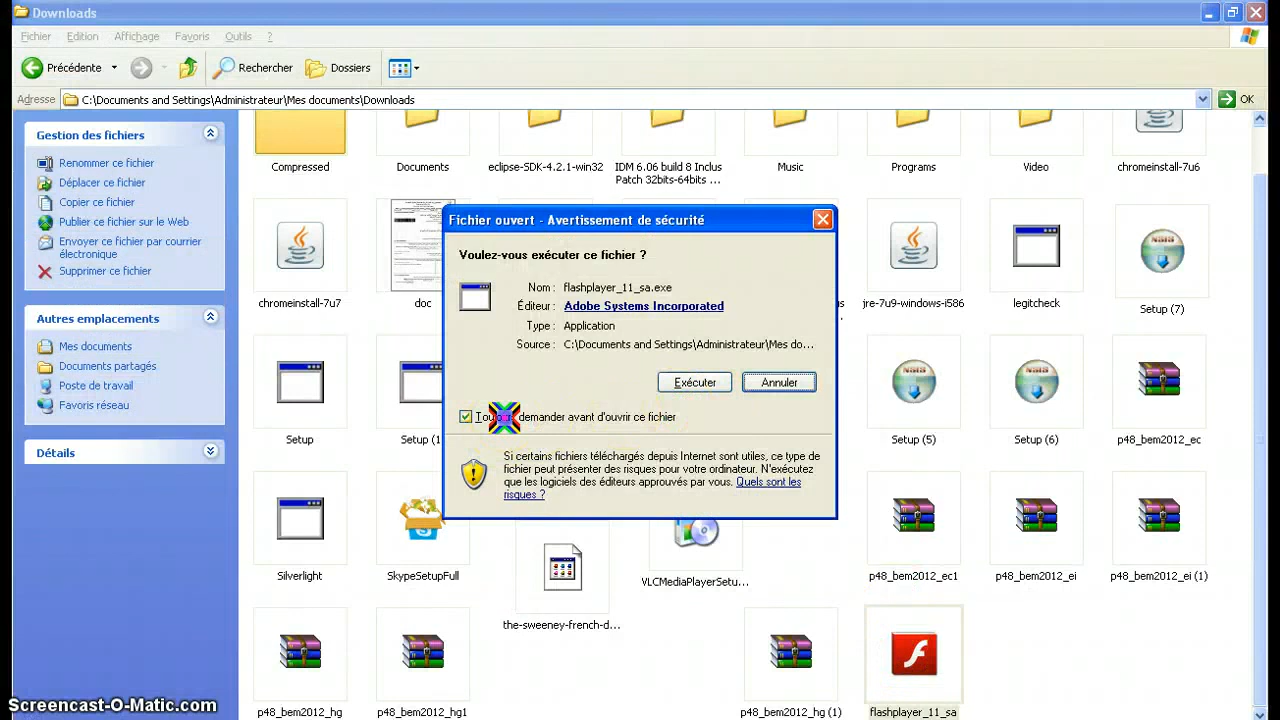 Downloads
Fichier Edition Affichage Favoris Outils ?
Précédente Rechercher Dossiers
Adresse C:\Documents and Settings\Administrateur\Mes documents\Downloads OK
Gestion des fichiers
Renommer ce fichier
Déplacer ce fichier
Copier ce fichier
Publier ce fichier sur le Web
Envoyer ce fichier par courrier
électronique
Supprimer ce fichier
Autres emplacements
Mes documents
Documents partagés
Poste de travail
Favoris réseau
Détails
Compressed
Documents
eclipse-SDK-4.2.1-win32
IDM 6.06 build 8 Inclus
Patch 32bits-64bits ...
Music
Programs
Video
chromeinstall-7u6
chromeinstall-7u7
doc
jre-7u9-windows-i586
legitcheck
Setup (7)
Fichier ouvert - Avertissement de sécurité
Voulez-vous exécuter ce fichier ?
Nom : flashplayer_11_sa.exe
Éditeur : Adobe Systems Incorporated
Type : Application
Source : C:\Documents and Settings\Administrateur\Mes do...
Exécuter Annuler
demander avant d'ouvrir ce fichier
Si certains fichiers téléchargés depuis Internet sont utiles, ce type de
fichier peut présenter des risques pour votre ordinateur. N'exécutez
que les logiciels des éditeurs approuvés par vous. Quels sont les
risques ?
Setup
Setup (1
Setup (5)
Setup (6)
p48_bem2012_ec
Silverlight
SkypeSetupFull
the-sweeney-french-d...
VLCMediaPlayerSetu...
p48_bem2012_ec1
p48_bem2012_ei
p48_bem2012_ei (1)
p48_bem2012_hg
p48_bem2012_hg1
p48_bem2012_hg (1)
flashplayer_11_sa
Screencast-O-Matic.com